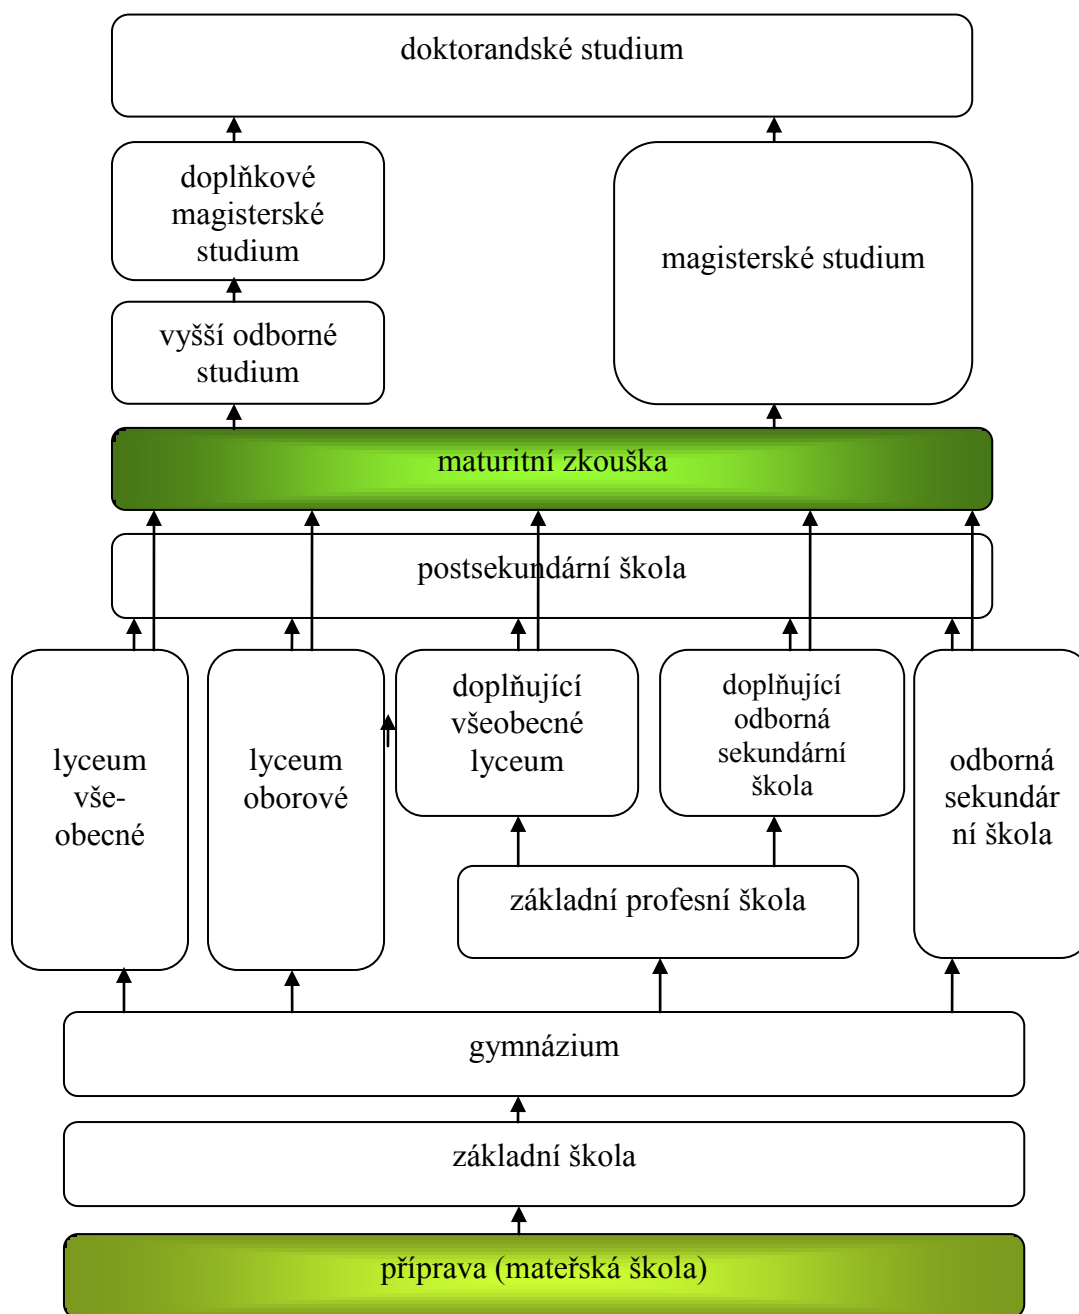 doktorandské studium
doplňkové
magisterské
studium
magisterské studium
vyšší odborné
studium
maturitní zkouška
postsekundární škola
lyceum
vše-
obecné
lyceum
oborové
doplňující
všeobecné
lyceum
doplňující
odborná
sekundární
škola
odborná
sekundár
ní škola
základní profesní škola
gymnázium
základní škola
příprava (mateřská škola)